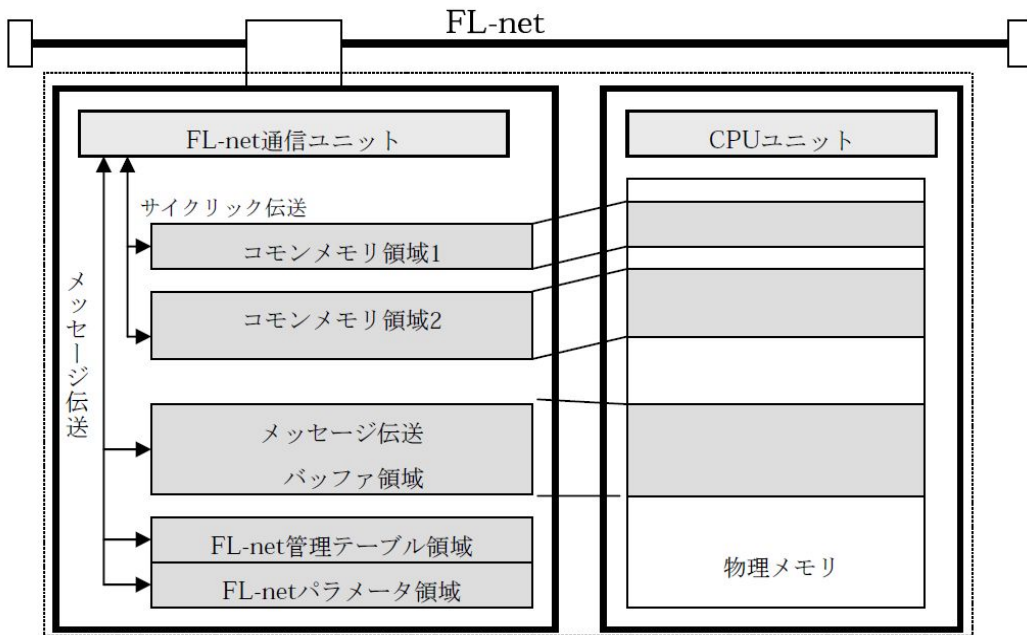 FL-net
FL-net通信ユニット
サイクリック伝送
コモンメモリ領域1
コモンメモリ領域2
メッセージ伝送
メッセージ伝送
バッファ領域
FL-net管理テーブル領域
FL-netパラメータ領域
CPUユニット
物理メモリ